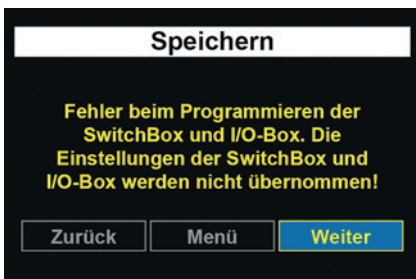 Speichern
Fehler beim Programmieren der
SwitchBox und I/O-Box. Die
Einstellungen der SwitchBox und
I/O-Box werden nicht übernommen!
Zurück Menü Weiter